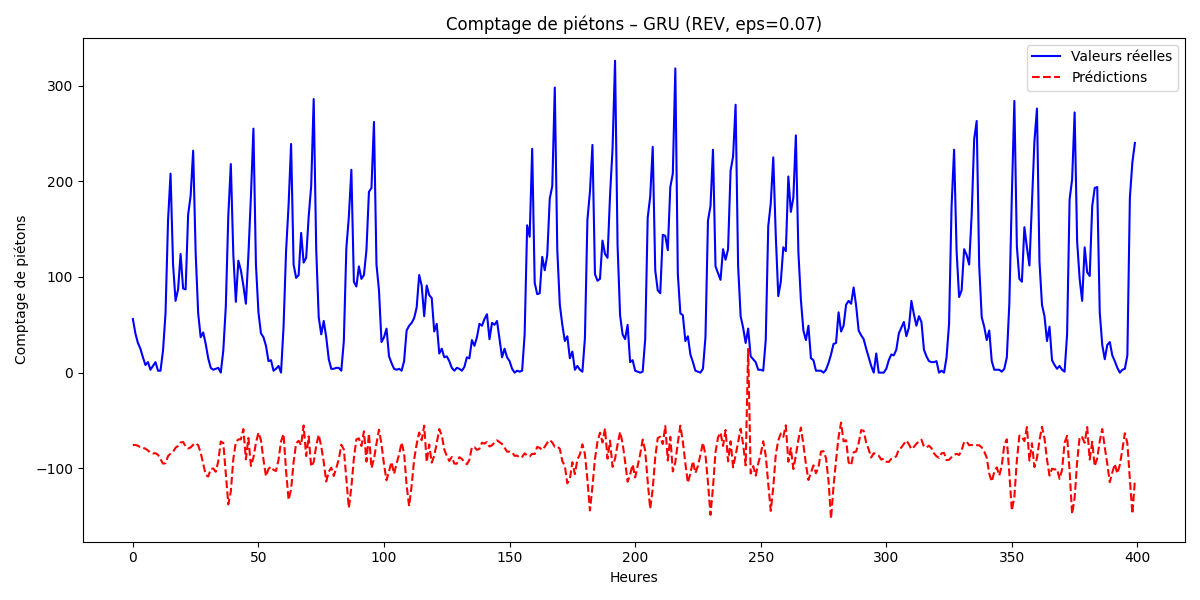 Comptage de piétons – GRU (REV, eps=0.07)
Valeurs réelles
Prédictions
Comptage de piétons
300
200
100
0
−100
0 50 100 150 200 250 300 350 400
Heures